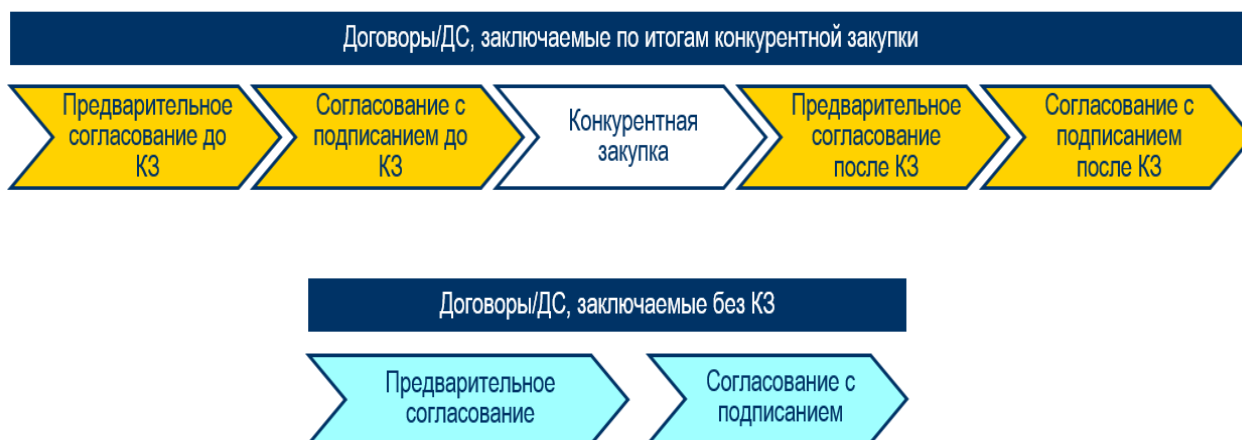 Договоры/ДС, заключаемые по итогам конкурентной закупки
Предварительное
согласование до
КЗ
Согласование с
подписанием до
КЗ
Конкурентная
закупка
Предварительное
согласование
после КЗ
Согласование с
подписанием
после КЗ
Договоры/ДС, заключаемые без КЗ
Предварительное
согласование
Согласование с
подписанием